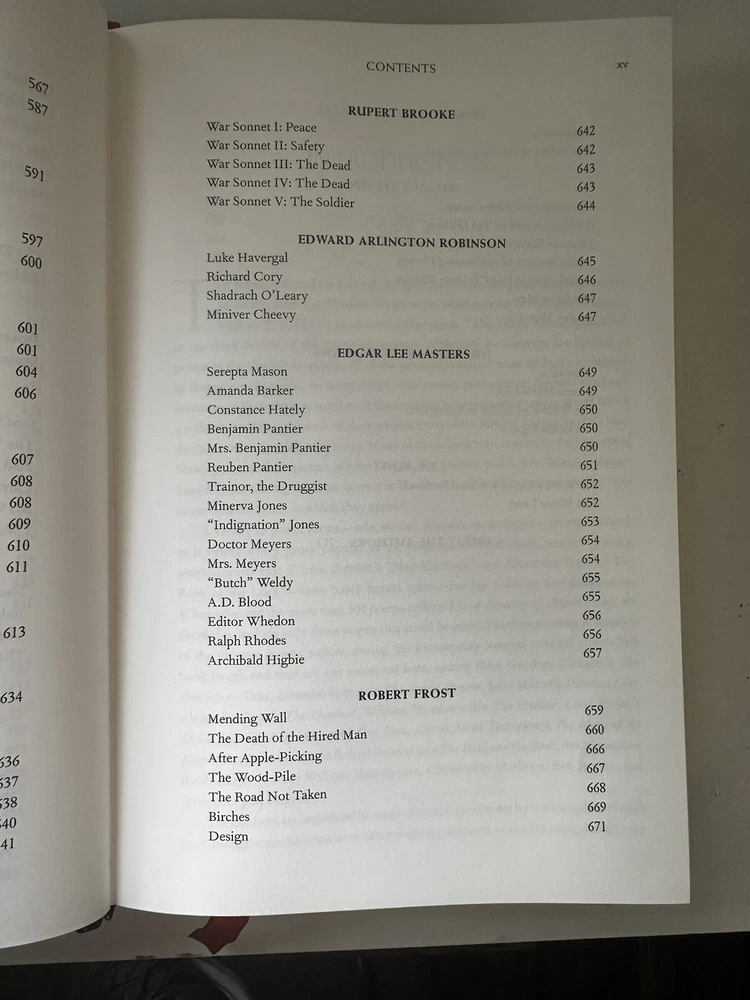 567
587
591
597
600
601
601
604
606
607
608
608
609
610
611
613
634
636
637
638
640
641
CONTENTS xv
RUPERT BROOKE
War Sonnet I: Peace 642
War Sonnet II: Safety 642
War Sonnet III: The Dead 643
War Sonnet IV: The Dead 643
War Sonnet V: The Soldier 644
EDWARD ARLINGTON ROBINSON
Luke Havergal 645
Richard Cory 646
Shadrach O’Leary 647
Miniver Cheevy 647
EDGAR LEE MASTERS
Serepta Mason 649
Amanda Barker 649
Constance Hately 650
Benjamin Pantier 650
Mrs. Benjamin Pantier 650
Reuben Pantier 651
Trainor, the Druggist 652
Minerva Jones 652
“Indignation” Jones 653
Doctor Meyers 654
Mrs. Meyers 654
“Butch” Weldy 655
A.D. Blood 655
Editor Whedon 656
Ralph Rhodes 656
Archibald Higbie 657
ROBERT FROST
Mending Wall 659
The Death of the Hired Man 660
After Apple-Picking 666
The Wood-Pile 667
The Road Not Taken 668
Birches 669
Design 671